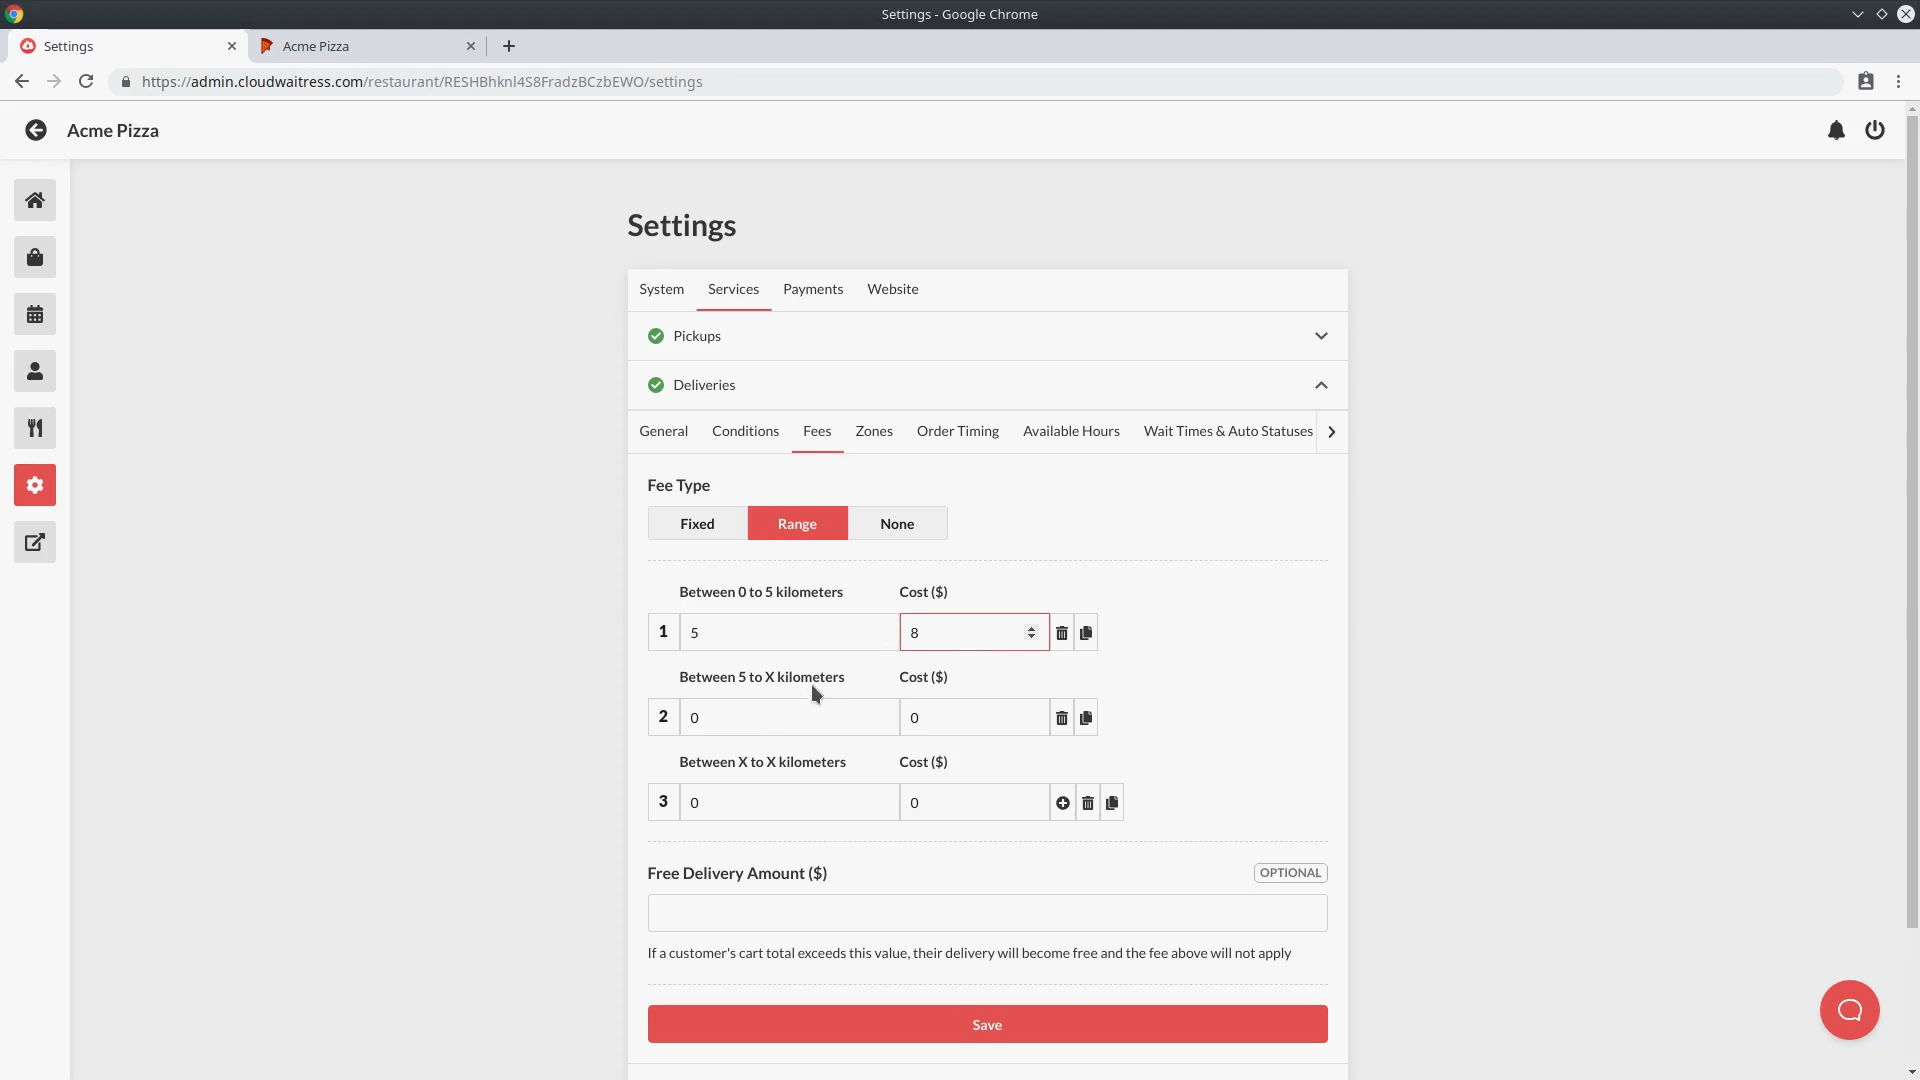 Settings - Google Chrome
Settings
Acme Pizza
https://admin.cloudwaitress.com/restaurant/RESHBhknl4S8FradzBCzbEWO/settings
Acme Pizza
Settings
System Services Payments Website
Pickups
Deliveries
General Conditions Fees Zones Order Timing Available Hours Wait Times & Auto Statuses
Fee Type
Fixed Range None
Between 0 to 5 kilometers Cost ($)
1 5 8
Between 5 to X kilometers Cost ($)
2 0 0
Between X to X kilometers Cost ($)
3 0 0
Free Delivery Amount ($) OPTIONAL
If a customer's cart total exceeds this value, their delivery will become free and the fee above will not apply
Save